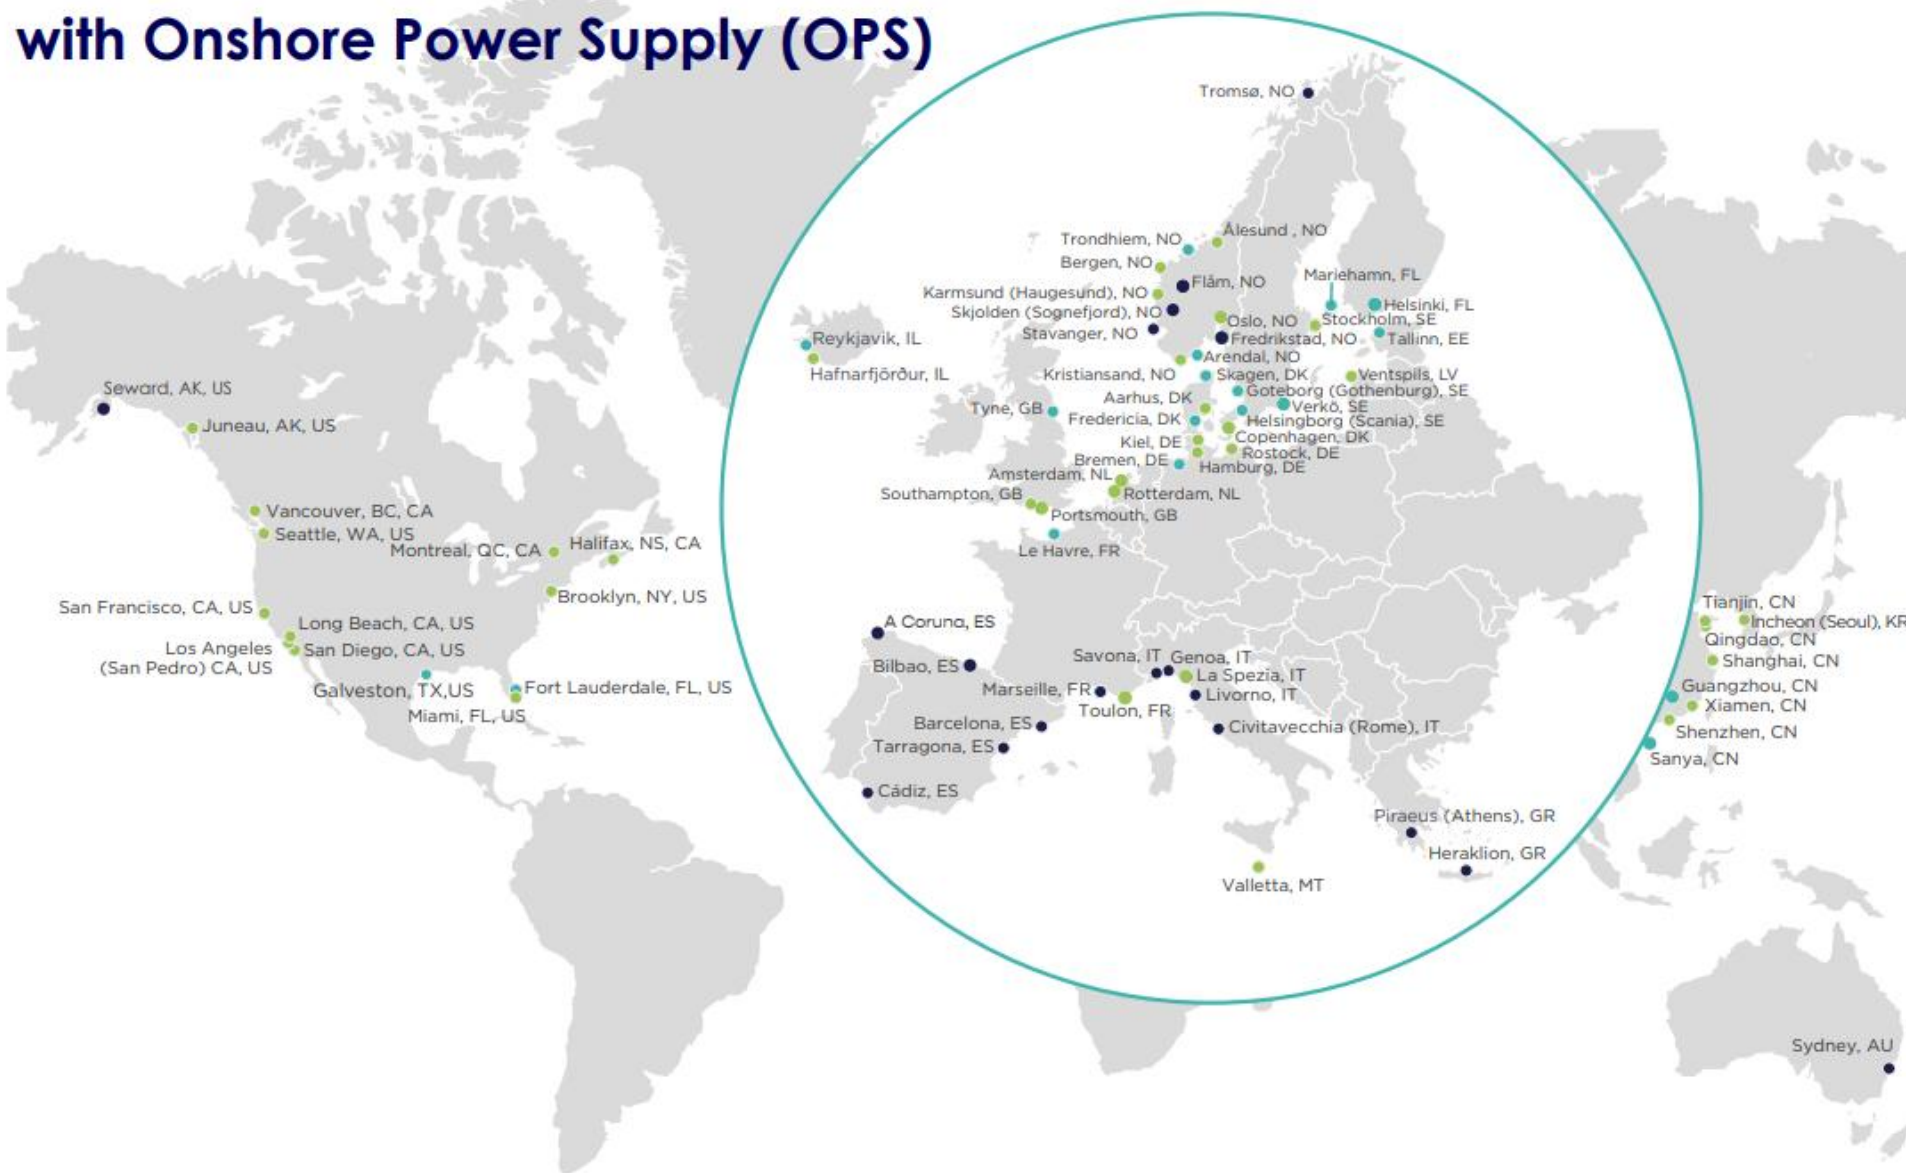 with Onshore Power Supply (OPS)
Tromsø, NO
Trondhiem, NO
Ålesund , NO
Bergen, NO
Mariehamn, FL
Flåm, NO
Karmsund (Haugesund), NO
Helsinki, FL
Skjolden (Sognefjord), NO
Oslo, NO
Stockholm, SE
Stavanger, NO
Fredrikstad, NO
Tallinn, EE
Reykjavik, IL
Arendal, NO
Hafnarfjörður, IL
Kristiansand, NO
Skagen, DK
Ventspils, LV
Goteborg (Gothenburg), SE
Seward, AK, US
Aarhus, DK
Verkö, SE
Tyne, GB
Fredericia, DK
Helsingborg (Scania), SE
Juneau, AK, US
Copenhagen, DK
Kiel, DE
Rostock, DE
Bremen, DE
Hamburg, DE
Amsterdam, NL
Southampton, GB
Rotterdam, NL
Vancouver, BC, CA
Portsmouth, GB
Seattle, WA, US
Halifax, NS, CA
Montreal, QC, CA
Le Havre, FR
Brooklyn, NY, US
San Francisco, CA, US
Tianjin, CN
Long Beach, CA, US
A Coruna, ES
Incheon (Seoul), KR
Los Angeles
(San Pedro) CA, US
San Diego, CA, US
Qingdao, CN
Savona, IT
Genoa, IT
Shanghai, CN
Bilbao, ES
La Spezia, IT
Galveston, TX,US
Fort Lauderdale, FL, US
Marseille, FR
Livorno, IT
Guangzhou, CN
Miami, FL, US
Toulon, FR
Xiamen, CN
Barcelona, ES
Civitavecchia (Rome), IT
Shenzhen, CN
Tarragona, ES
Sanya, CN
Cádiz, ES
Piraeus (Athens), GR
Heraklion, GR
Valletta, MT
Sydney, AU